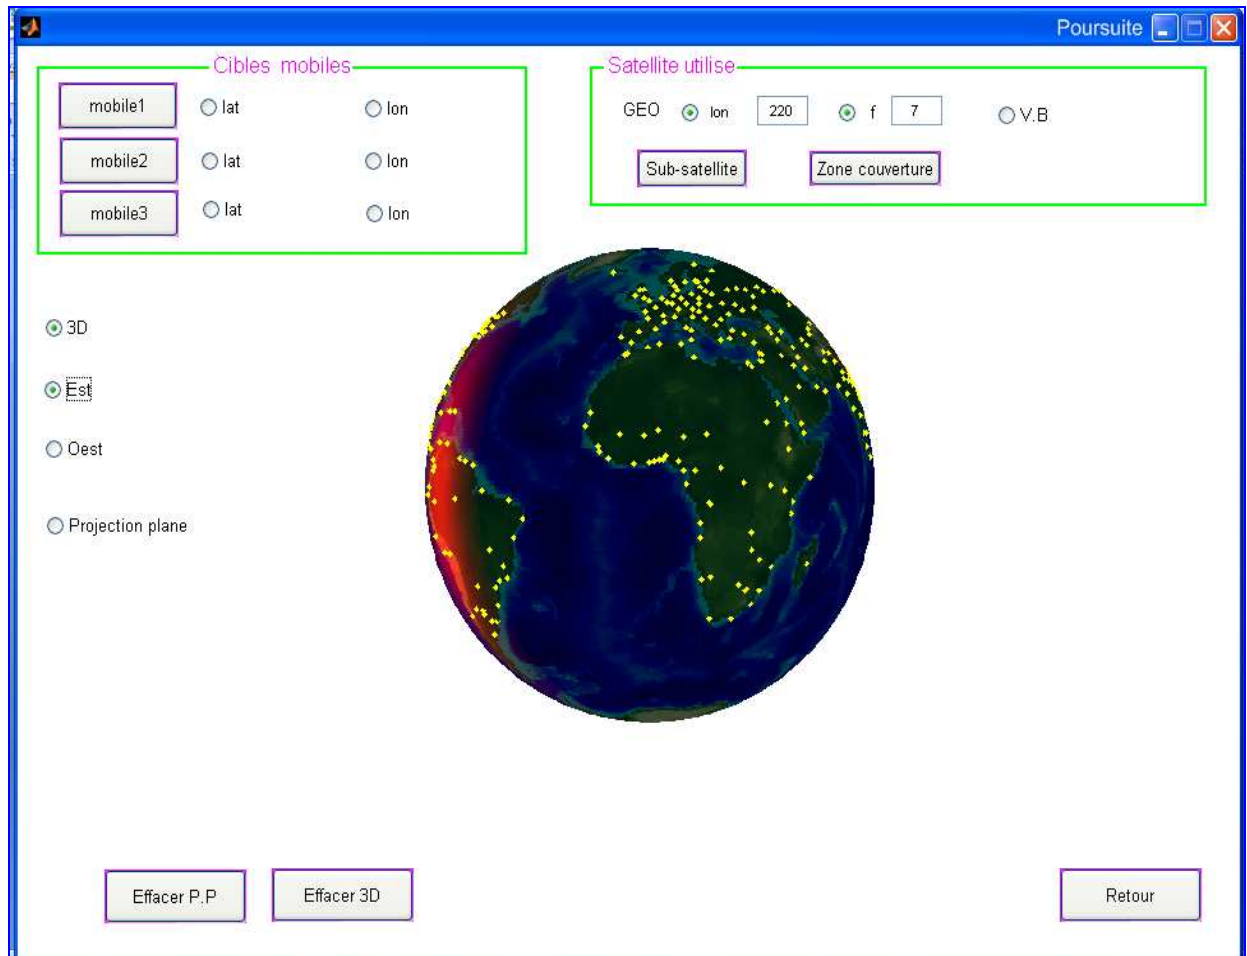 Poursuite
Cibles mobiles
mobile1 lat lon
mobile2 lat lon
mobile3 lat lon
Satellite utilise
GEO lon 220 f 7 V.B
Sub-satellite Zone couverture
3D
Est
Oest
Projection plane
Effacer P.P Effacer 3D Retour